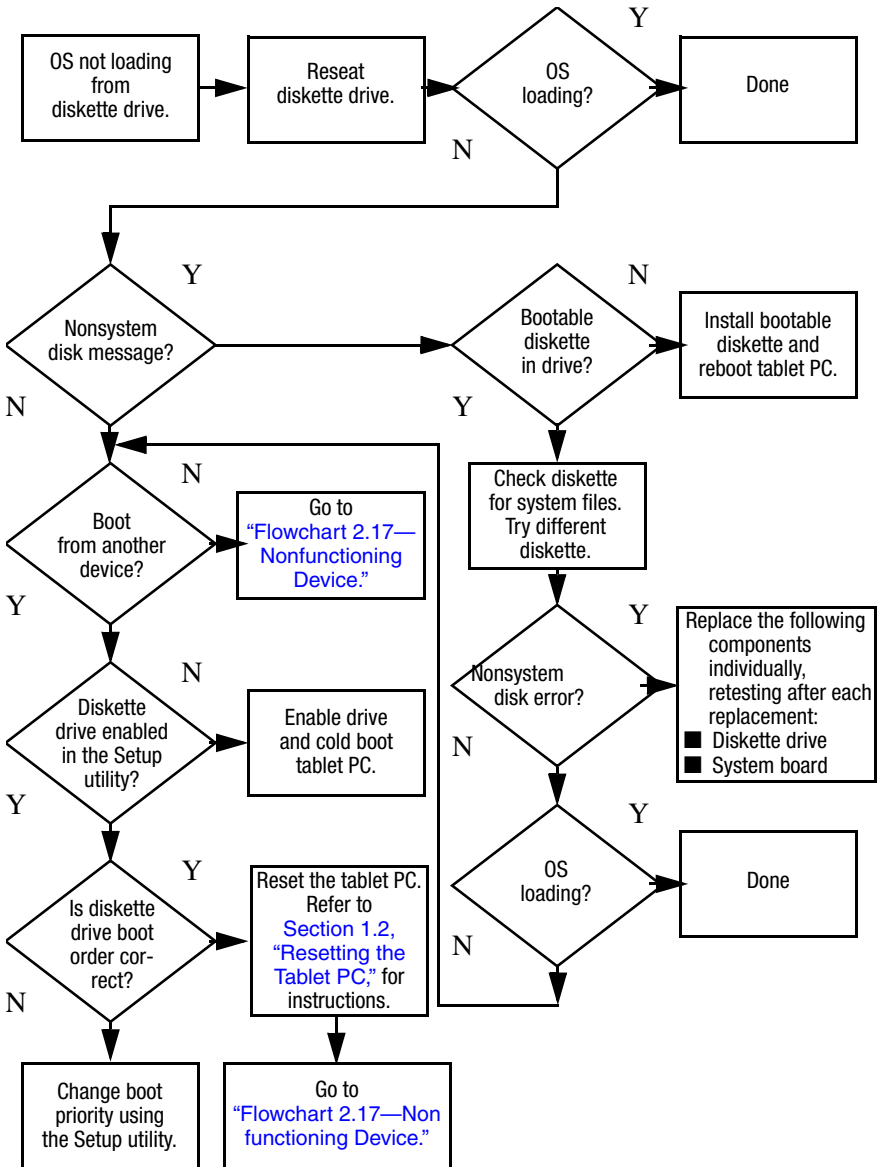 OS not loading
from
diskette drive.
Reseat
diskette drive.
OS
loading?
Y
Done
N
Nonsystem
disk message?
Y
N
Bootable
diskette
in drive?
N
Install bootable
diskette and
reboot tablet PC.
Y
Check diskette
for system files.
Try different
diskette.
Boot
from another
device?
N
Go to
“Flowchart 2.17—
Nonfunctioning
Device.”
Y
Nonsystem
disk error?
Y
Replace the following
components
individually,
retesting after each
replacement:
■ Diskette drive
■ System board
N
Diskette
drive enabled
in the Setup
utility?
N
Enable drive
and cold boot
tablet PC.
Y
OS
loading?
Y
Done
N
Is diskette
drive boot
order cor-
rect?
Y
Reset the tablet PC.
Refer to
Section 1.2,
“Resetting the
Tablet PC,” for
instructions.
N
Change boot
priority using
the Setup utility.
Go to
“Flowchart 2.17—Non
functioning Device.”